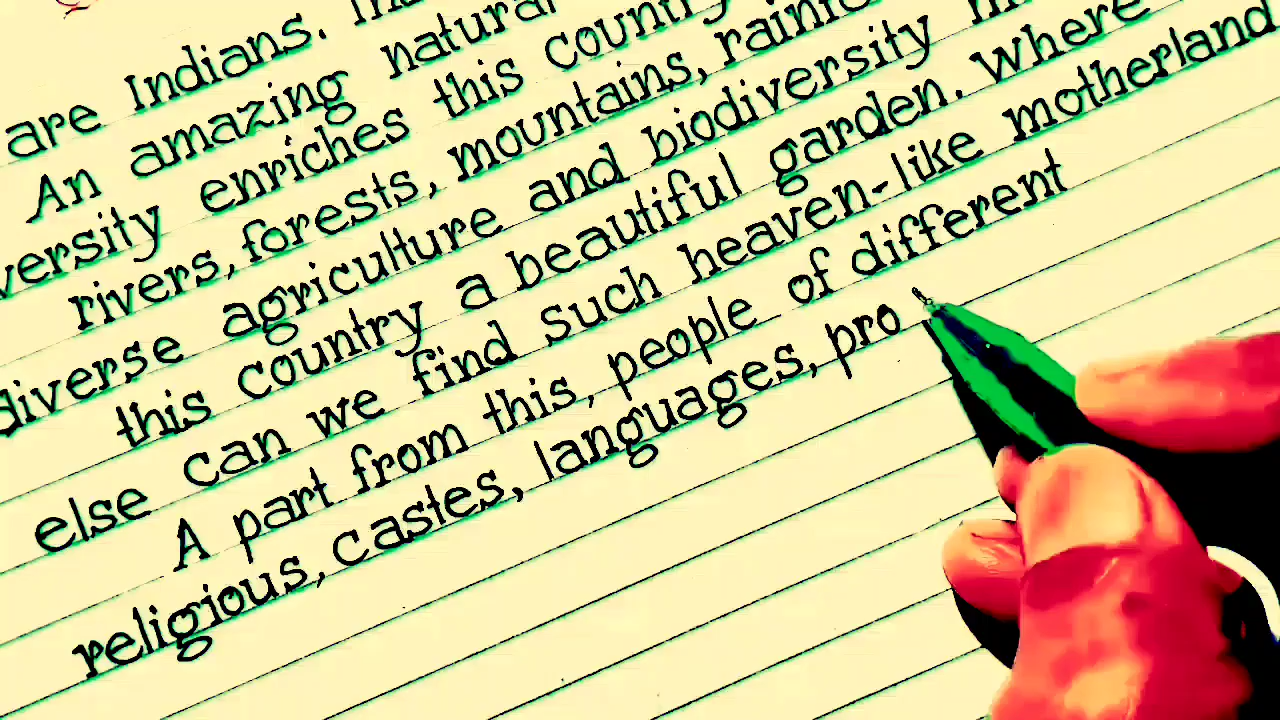 are Indians.
An amazing natural
versity enriches this country
rivers, forests, mountains,
diverse agriculture and biodiversity
this country a beautiful garden. where
else can we find such heaven-like motherland
A part from this, people of different
religious, castes, languages, pro